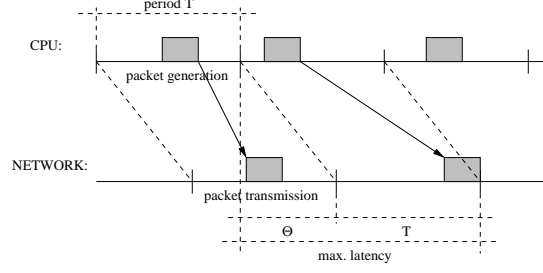 period T
CPU:
packet generation
NETWORK:
packet transmission
Θ
T
max. latency